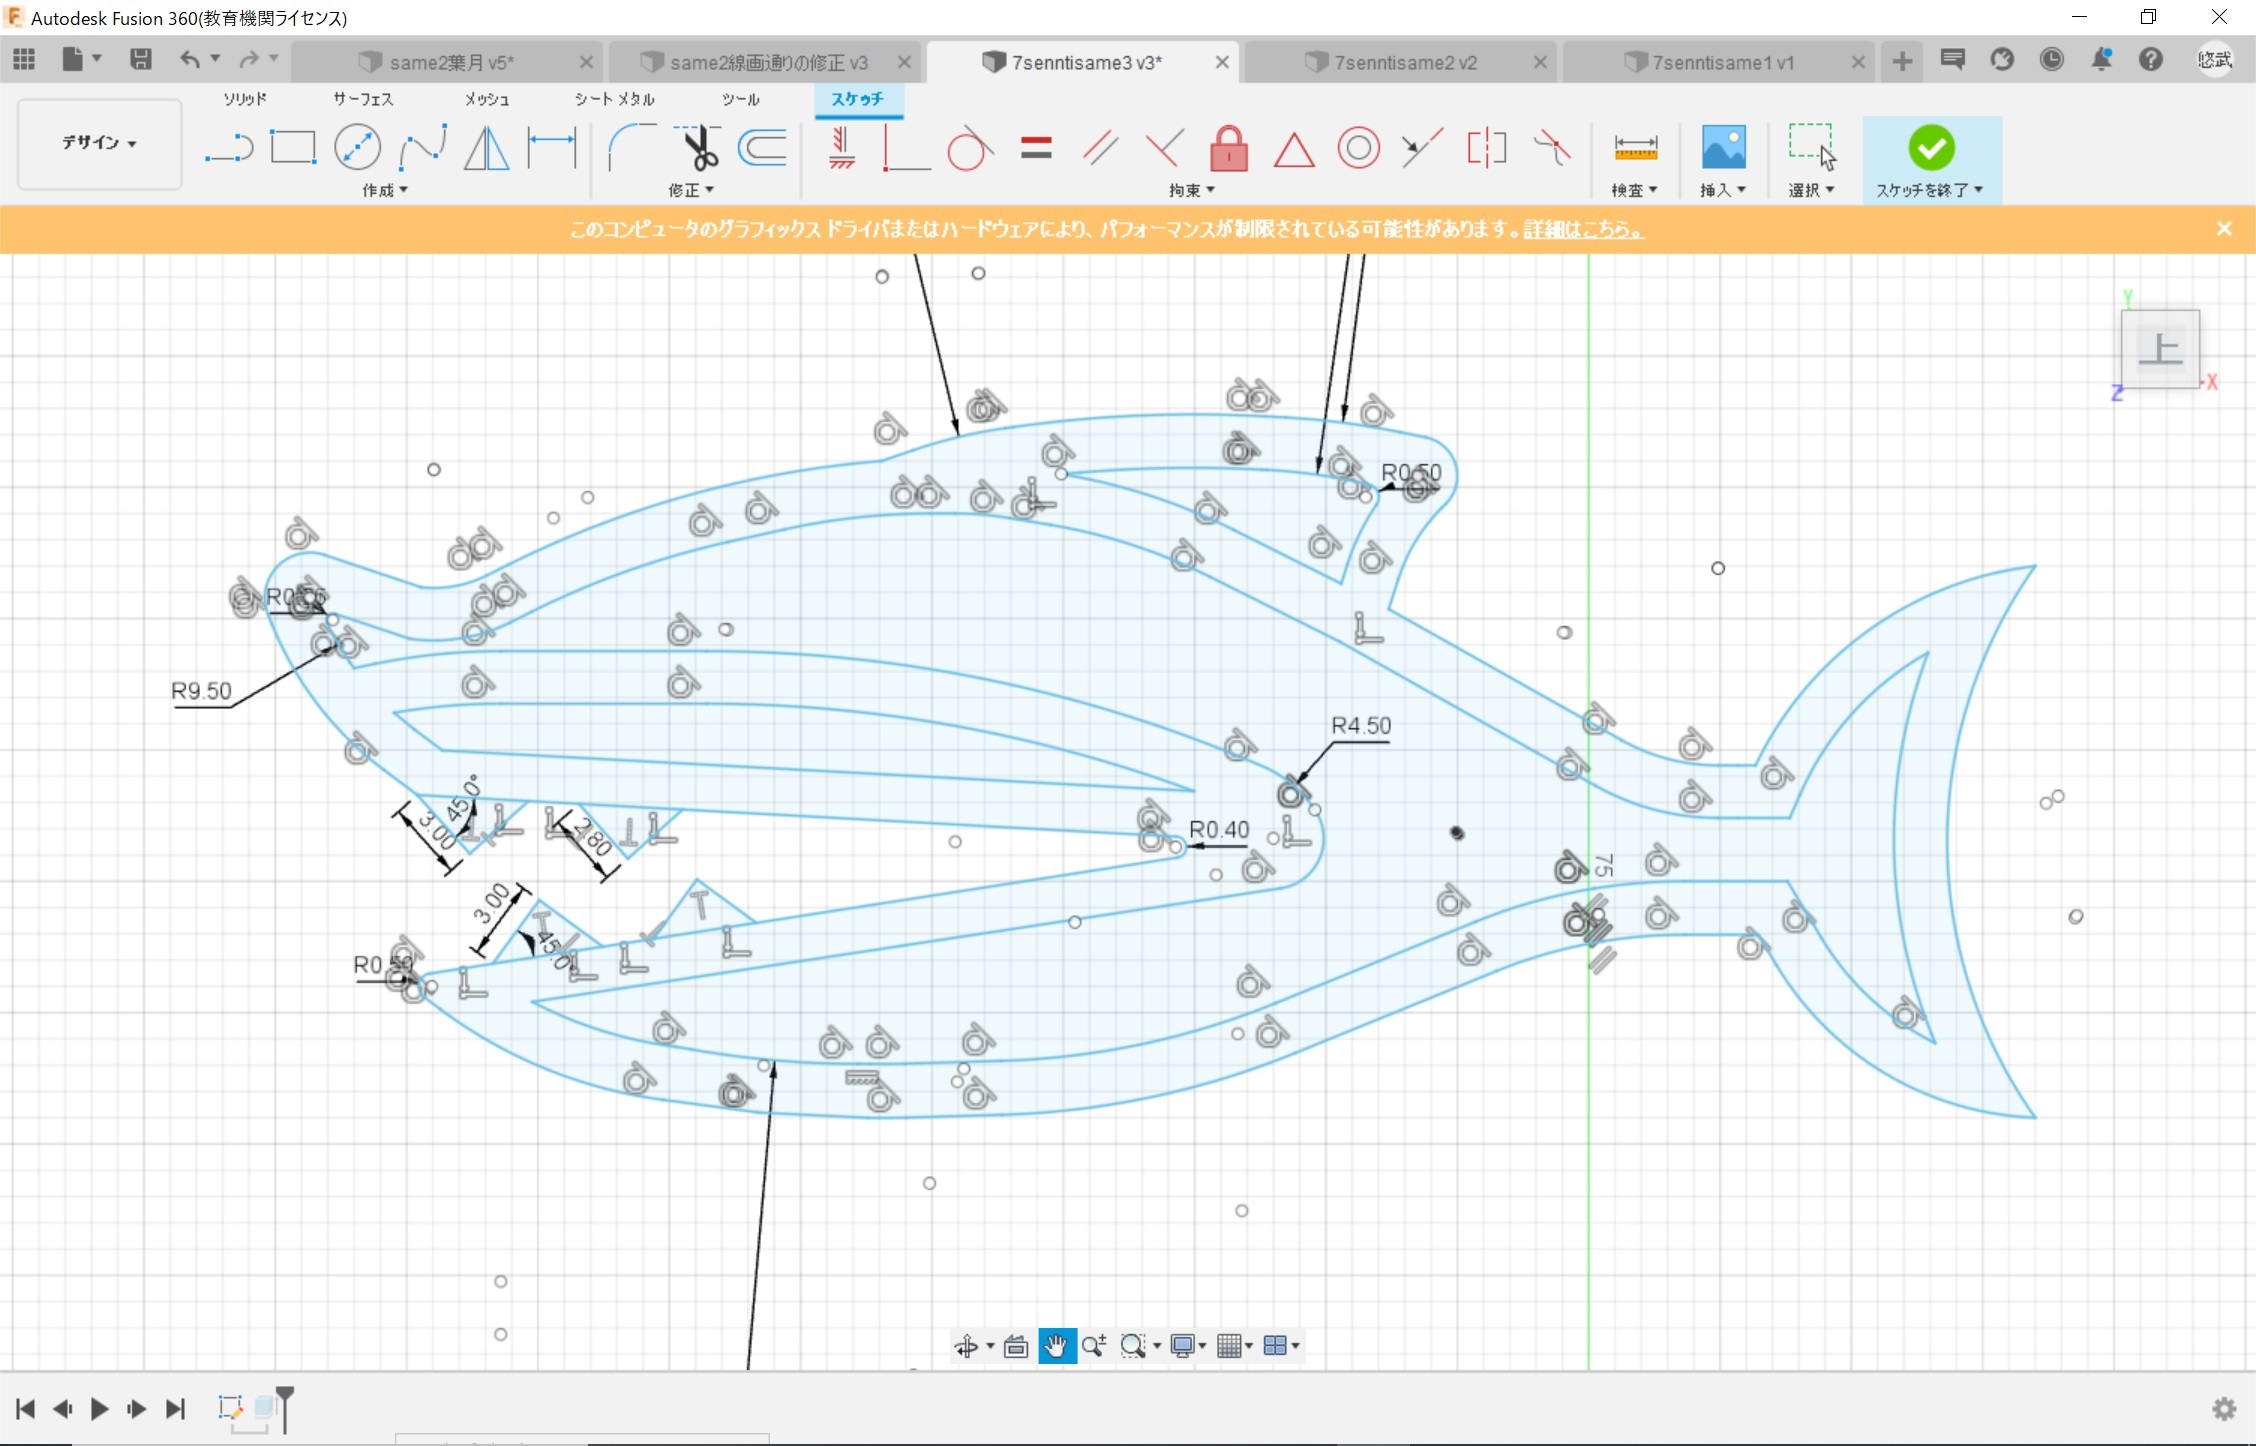 Autodesk Fusion 360(教育機関ライセンス)
same2葉月 v5*
same2線画通りの修正 v3
7senntisame3 v3*
7senntisame2 v2
7senntisame1 v1
悠武
ソリッド
サーフェス
メッシュ
シート メタル
ツール
スケッチ
デザイン
作成
修正
拘束
検査
挿入
選択
スケッチを終了
このコンピュータのグラフィックス ドライバまたはハードウェアにより、パフォーマンスが制限されている可能性があります。詳細はこちら。
Y
上
Z
X
R0.50
R9.50
R4.50
45.0°
3.00
2.80
R0.40
75
3.00
45.0°